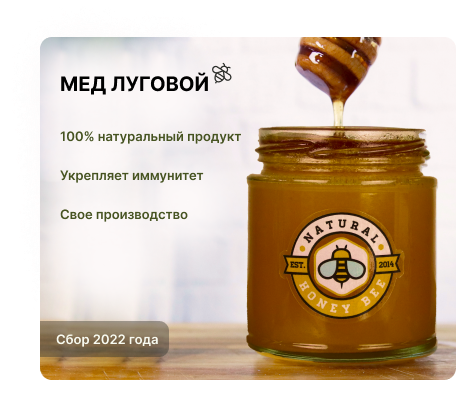 МЕД ЛУГОВОЙ
100% натуральный продукт
Укрепляет иммунитет
Свое производство
NATURAL
EST. 2014
HONEY BEE
Сбор 2022 года